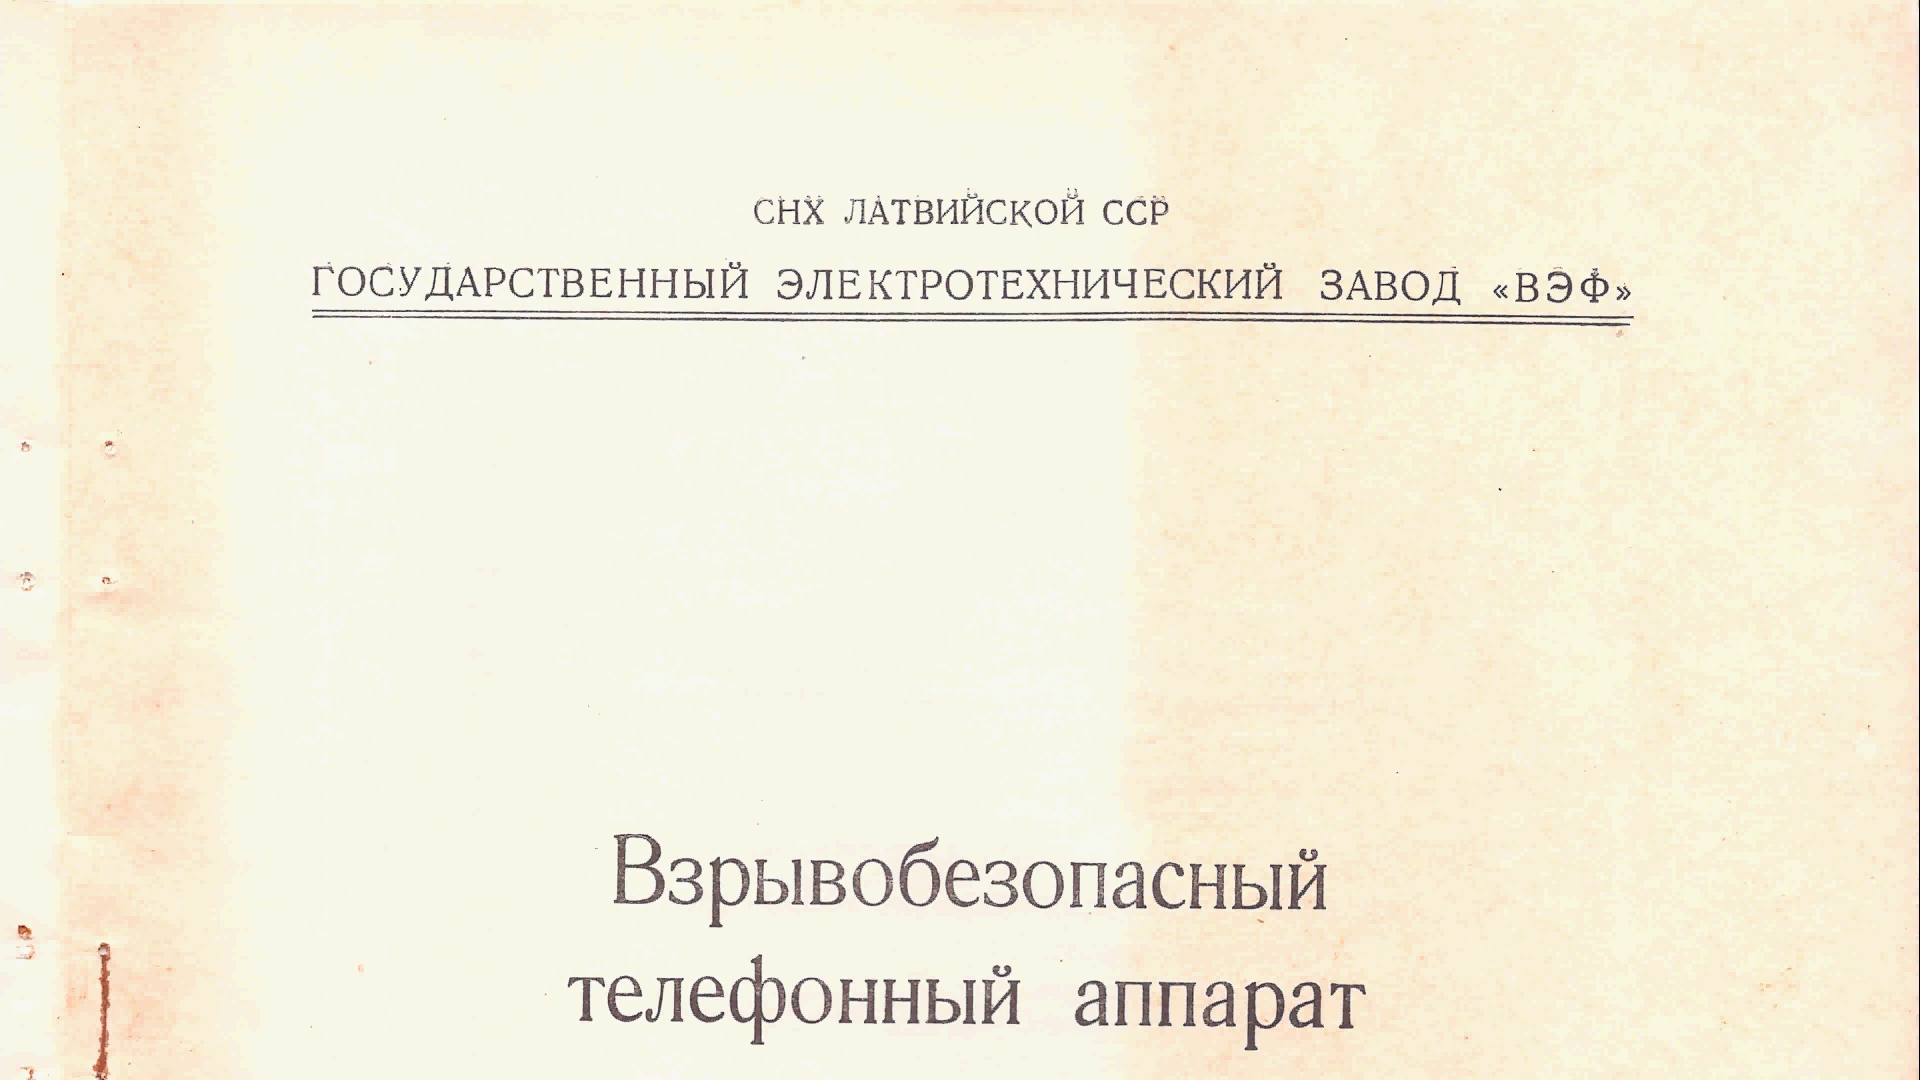 СНХ ЛАТВИЙСКОЙ ССР
ГОСУДАРСТВЕННЫЙ ЭЛЕКТРОТЕХНИЧЕСКИЙ ЗАВОД «ВЭФ»
Взрывобезопасный
телефонный аппарат